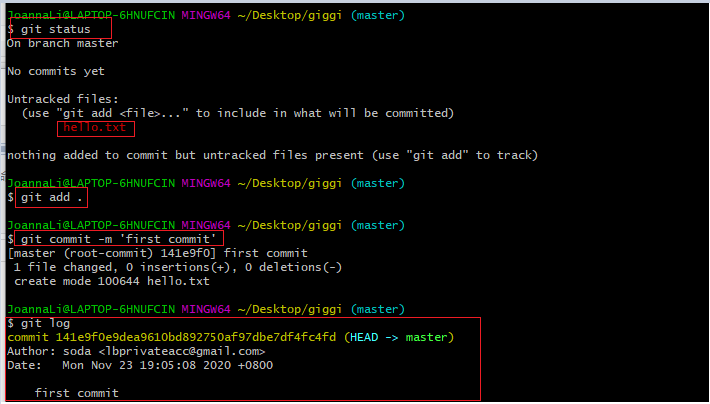 JoannaLi@LAPTOP-6HNUFCIN MINGW64 ~/Desktop/giggi (master)
$ git status
On branch master
No commits yet
Untracked files:
(use "git add <file>..." to include in what will be committed)
hello.txt
nothing added to commit but untracked files present (use "git add" to track)
JoannaLi@LAPTOP-6HNUFCIN MINGW64 ~/Desktop/giggi (master)
$ git add .
JoannaLi@LAPTOP-6HNUFCIN MINGW64 ~/Desktop/giggi (master)
$ git commit -m 'first commit'
[master (root-commit) 141e9f0] first commit
1 file changed, 0 insertions(+), 0 deletions(-)
create mode 100644 hello.txt
JoannaLi@LAPTOP-6HNUFCIN MINGW64 ~/Desktop/giggi (master)
$ git log
commit 141e9f0e9dea9610bd892750af97dbe7df4fc4fd (HEAD -> master)
Author: soda <lbprivateacc@gmail.com>
Date:   Mon Nov 23 19:05:08 2020 +0800
first commit